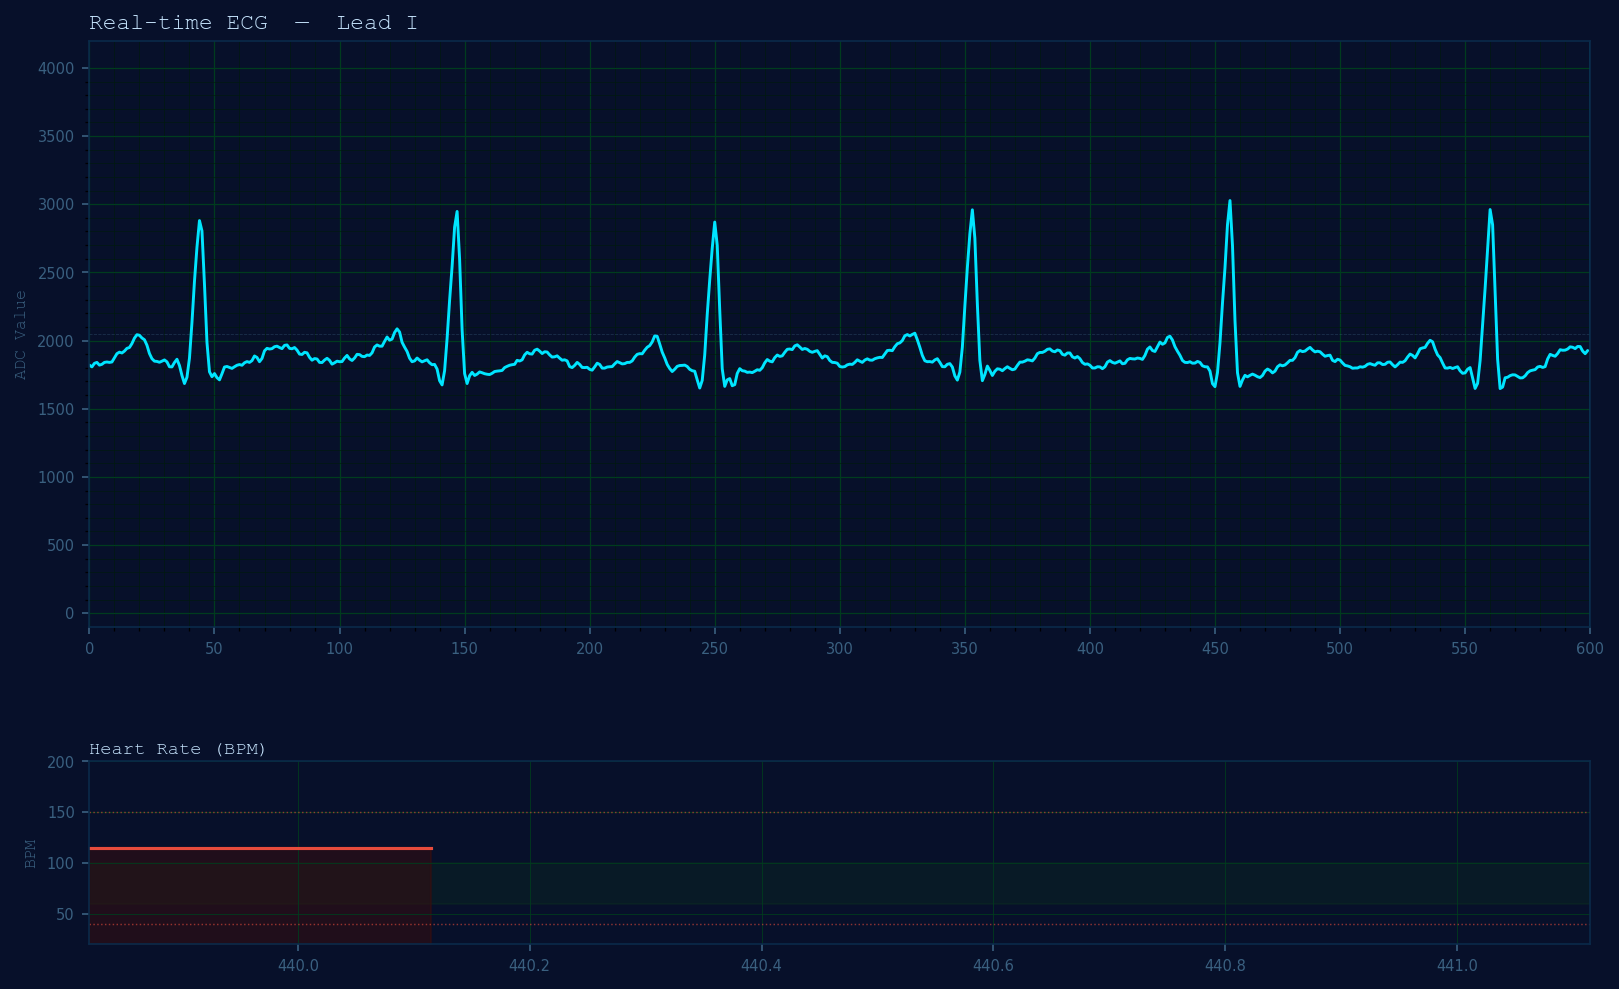 Real-time ECG — Lead I
ADC Value
4000
3500
3000
2500
2000
1500
1000
500
0
0 50 100 150 200 250 300 350 400 450 500 550 600
Heart Rate (BPM)
BPM
200
150
100
50
440.0 440.2 440.4 440.6 440.8 441.0